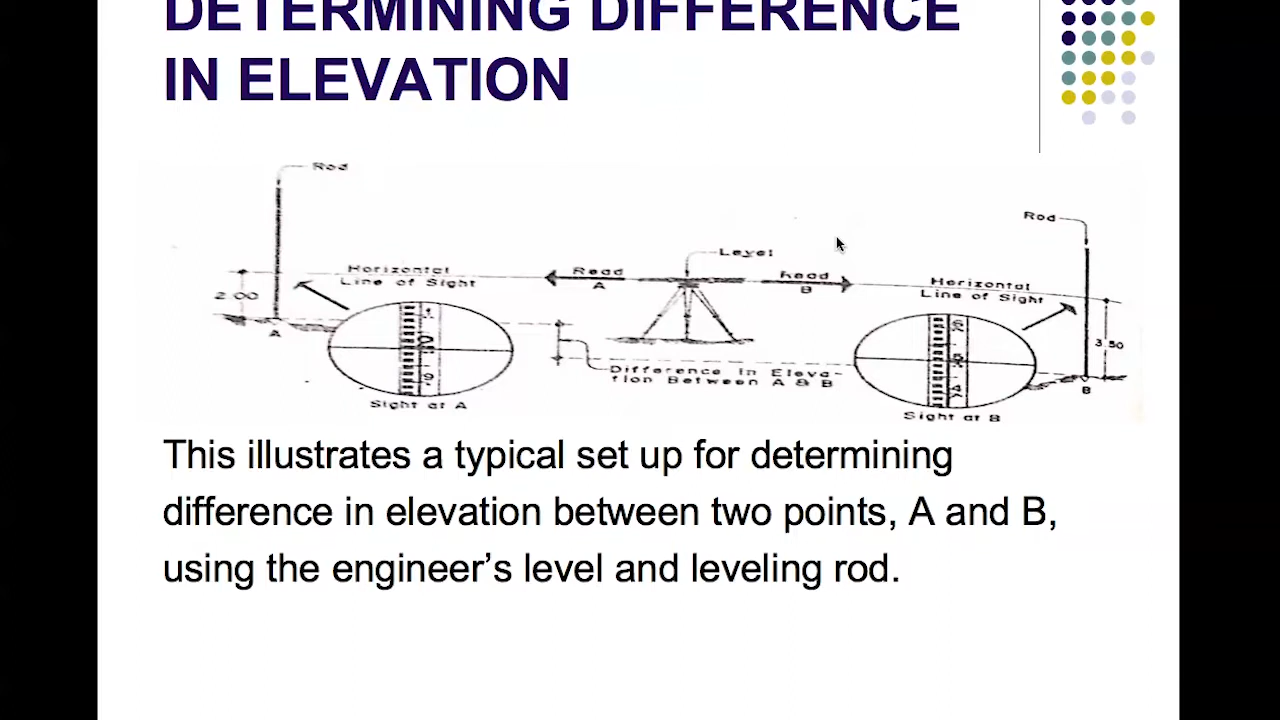 DETERMINING DIFFERENCE
IN ELEVATION
Rod
Rod
Level
Horizontal
Line of Sight
Read
A
Read
B
Horizontal
Line of Sight
2.00
A
3.50
B
Difference In Eleva-
tion Between A & B
Sight at A
Sight at B
This illustrates a typical set up for determining
difference in elevation between two points, A and B,
using the engineer’s level and leveling rod.